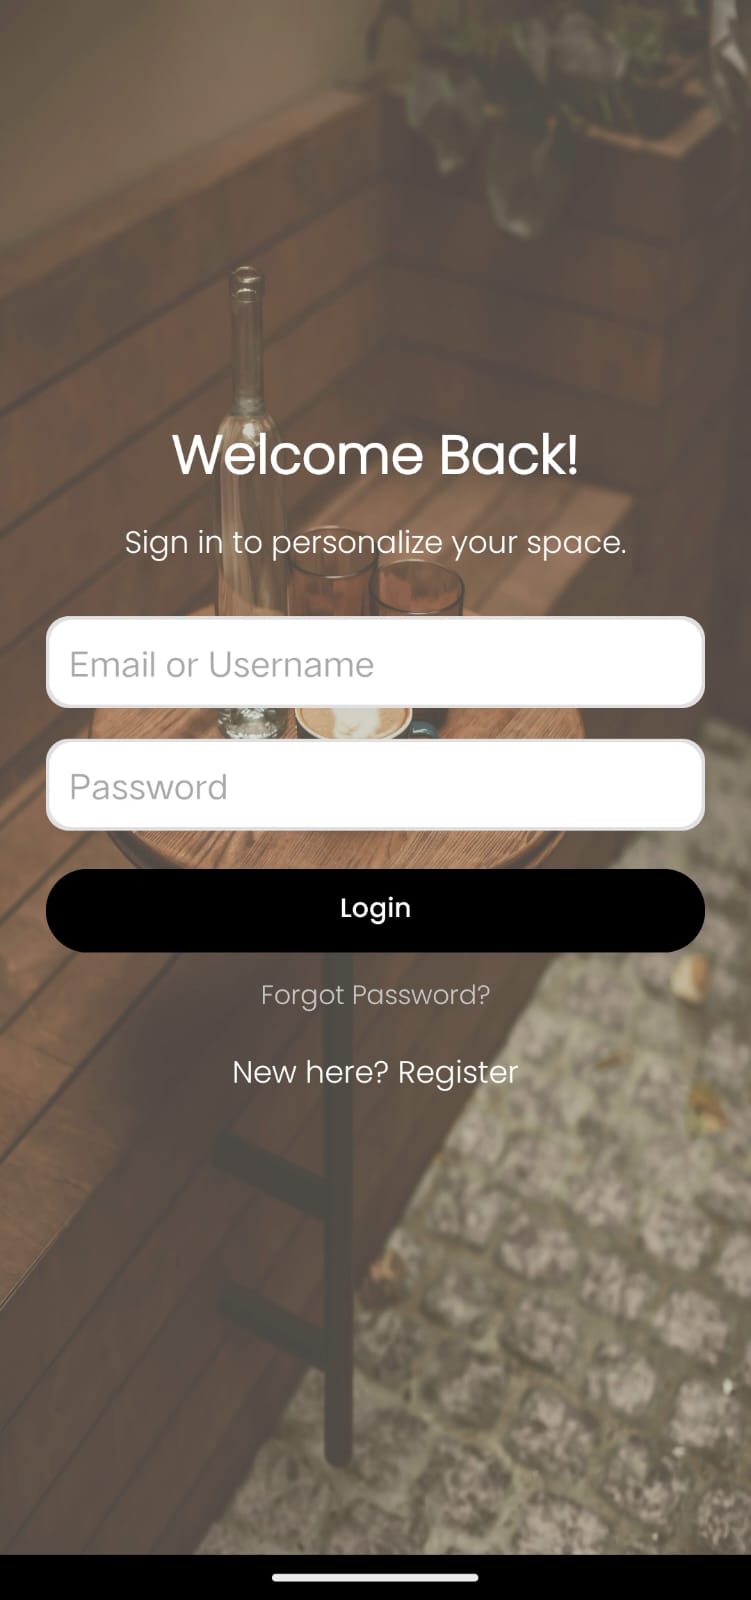 Welcome Back!
Sign in to personalize your space.
Email or Username
Password
Login
Forgot Password?
New here? Register